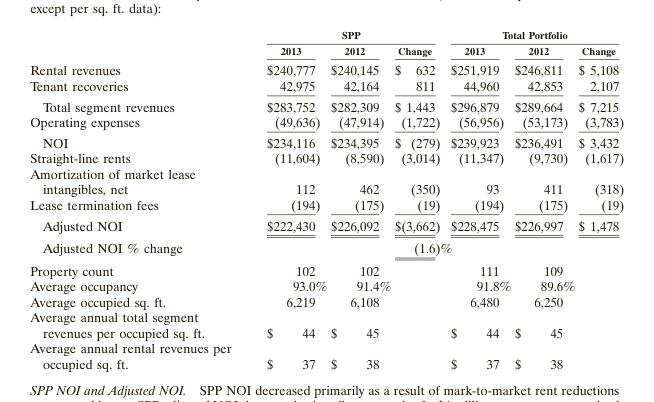 except per sq. ft. data):
SPP Total Portfolio
2013 2012 Change 2013 2012 Change
Rental revenues $240,777 $240,145 $ 632 $251,919 $246,811 $ 5,108
Tenant recoveries 42,975 42,164 811 44,960 42,853 2,107
Total segment revenues $283,752 $282,309 $ 1,443 $296,879 $289,664 $ 7,215
Operating expenses (49,636) (47,914) (1,722) (56,956) (53,173) (3,783)
NOI $234,116 $234,395 $ (279) $239,923 $236,491 $ 3,432
Straight-line rents (11,604) (8,590) (3,014) (11,347) (9,730) (1,617)
Amortization of market lease
intangibles, net 112 462 (350) 93 411 (318)
Lease termination fees (194) (175) (19) (194) (175) (19)
Adjusted NOI $222,430 $226,092 $(3,662) $228,475 $226,997 $ 1,478
Adjusted NOI % change (1.6)%
Property count 102 102 111 109
Average occupancy 93.0% 91.4% 91.8% 89.6%
Average occupied sq. ft. 6,219 6,108 6,480 6,250
Average annual total segment
revenues per occupied sq. ft. $ 44 $ 45 $ 44 $ 45
Average annual rental revenues per
occupied sq. ft. $ 37 $ 38 $ 37 $ 38
SPP NOI and Adjusted NOI. SPP NOI decreased primarily as a result of mark-to-market rent reductions